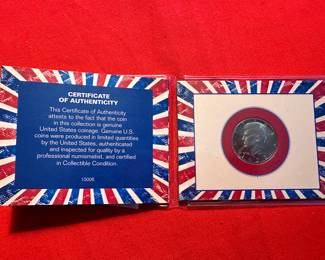 CERTIFICATE
OF AUTHENTICITY
This Certificate of Authenticity
attests to the fact that the coin
in this collection is genuine
United States coinage. Genuine U.S.
coins were produced in limited quantities
by the United States, authenticated
and inspected for quality by a
professional numismatist, and certified
in Collectible Condition.
10006